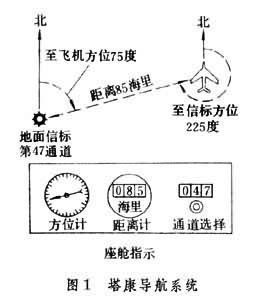 北
北
至飞机方位75度
距离85海里
至信标方位
225度
地面信标
第47通道
085
海里
047
方位计
距离计
通道选择
座舱指示
图1 塔康导航系统